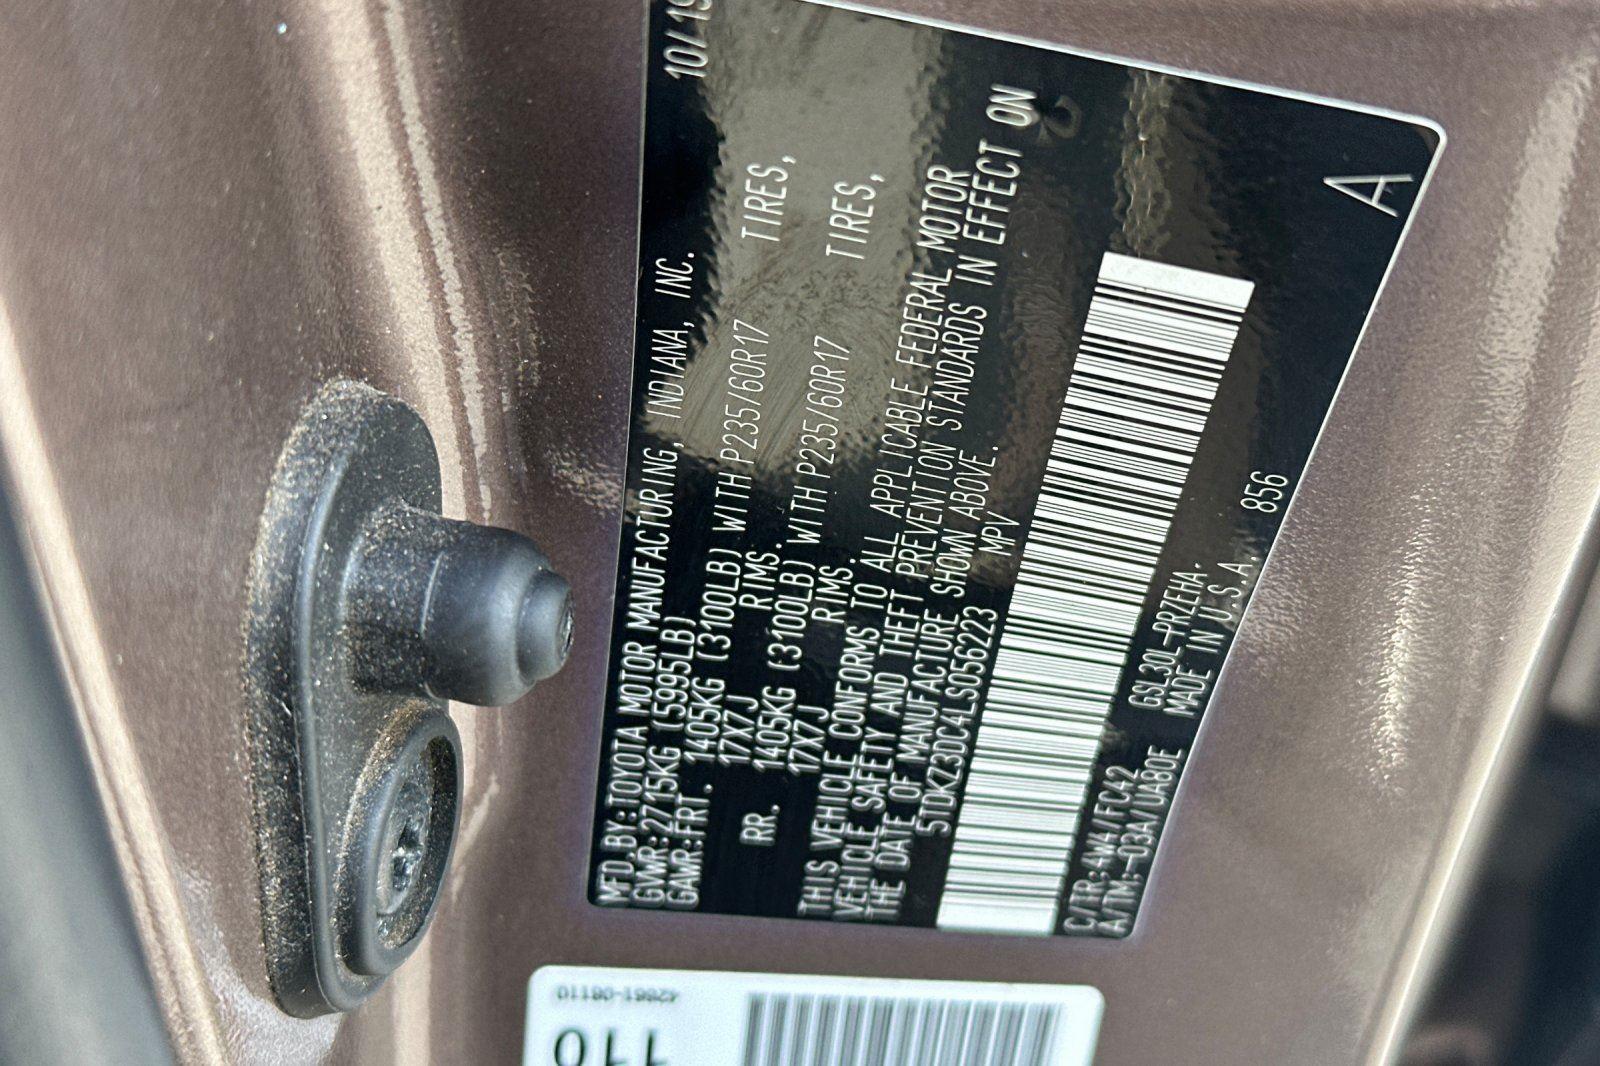 MFD.BY:TOYOTA MOTOR MANUFACTURING, INDIANA, INC. 10/19
GVWR:2715KG(5995LB)
GAWR:FRT. 1405KG (3100LB) WITH P235/60R17 TIRES,
17X7J RIMS.
RR. 1405KG (3100LB) WITH P235/60R17 TIRES,
17X7J RIMS.
THIS VEHICLE CONFORMS TO ALL APPLICABLE FEDERAL MOTOR
VEHICLE SAFETY AND THEFT PREVENTION STANDARDS IN EFFECT ON
THE DATE OF MANUFACTURE SHOWN ABOVE.
5TDKZ3DC4LS056223 MPV
C/TR:4W4/FC42 GSL30L-PRZEHA. 856
A/TM:-03A/UA80E MADE IN U.S.A.
A
42661-08110
110